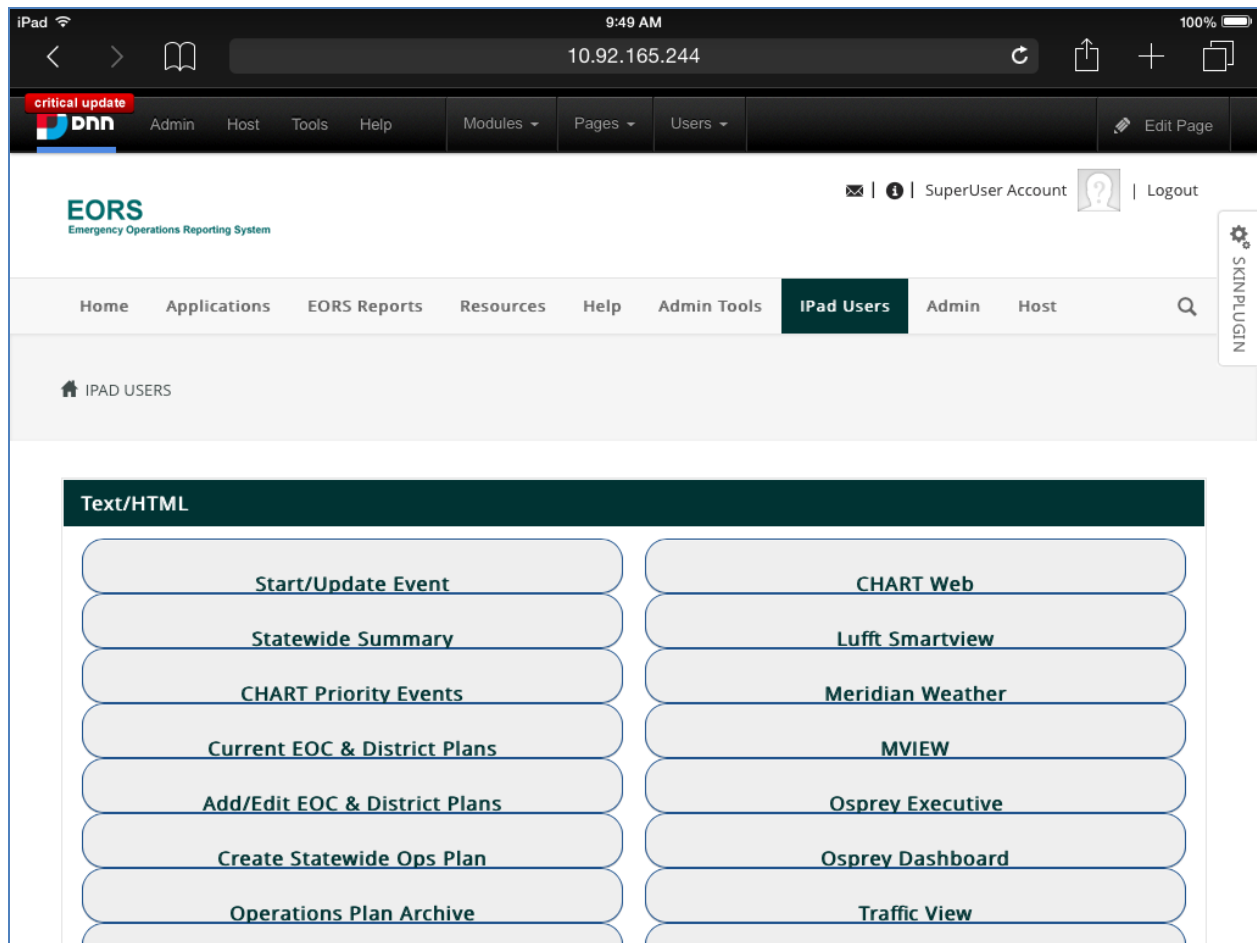 iPad 9:49 AM 100%
10.92.165.244
critical update
DNN Admin Host Tools Help Modules Pages Users Edit Page
SuperUser Account | Logout
EORS
Emergency Operations Reporting System
SKINPLUGIN
Home Applications EORS Reports Resources Help Admin Tools IPad Users Admin Host
IPAD USERS
Text/HTML
Start/Update Event CHART Web
Statewide Summary Lufft Smartview
CHART Priority Events Meridian Weather
Current EOC & District Plans MVIEW
Add/Edit EOC & District Plans Osprey Executive
Create Statewide Ops Plan Osprey Dashboard
Operations Plan Archive Traffic View